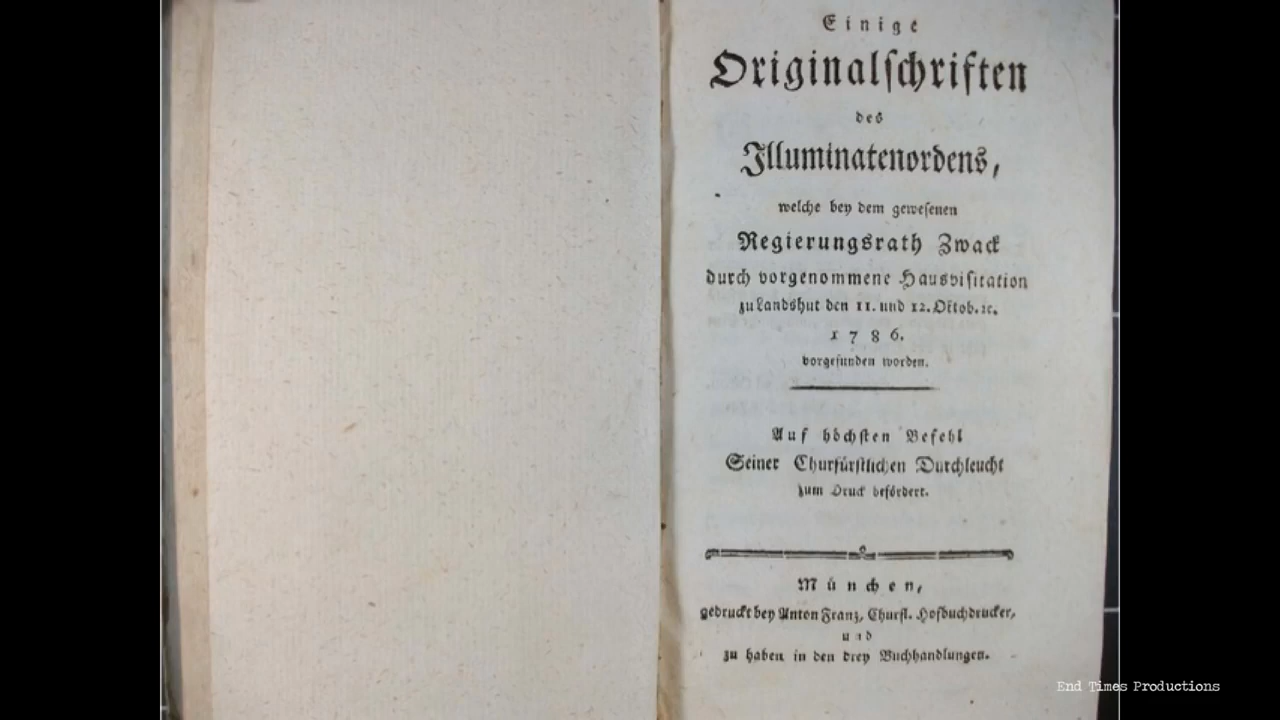 Einige
Originalſchriften
des
Illuminatenordens,
welche bey dem geweſenen
Regierungsrath Zwack
durch vorgenommene Hausviſitation
zu Landshut den 11. und 12. Oktob. ꝛc.
1786.
vorgefunden worden.
Auf höchſten Befehl
Seiner Churfürſtlichen Durchleucht
zum Druck befördert.
München,
gedruckt bey Anton Franz, Churfl. Hofbuchdrucker,
und
zu haben in den drey Buchhandlungen.
End Times Productions